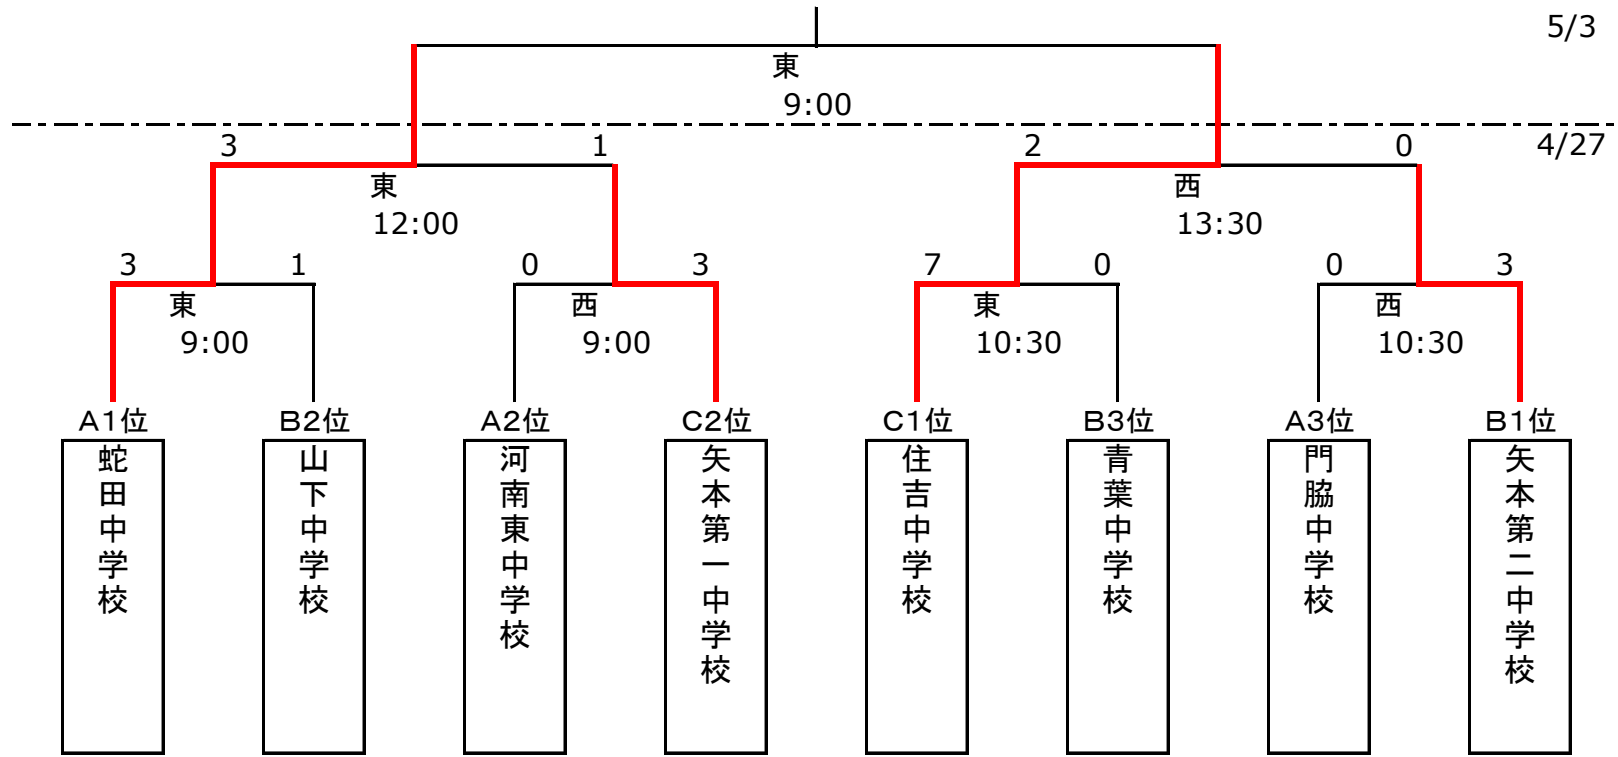 5/3
東
9:00
4/27
3 1 2 0
東 西
12:00 13:30
3 1 0 3 7 0 0 3
東 西 東 西
9:00 9:00 10:30 10:30
A1位 B2位 A2位 C2位 C1位 B3位 A3位 B1位
蛇田中学校
山下中学校
河南東中学校
矢本第一中学校
住吉中学校
青葉中学校
門脇中学校
矢本第二中学校